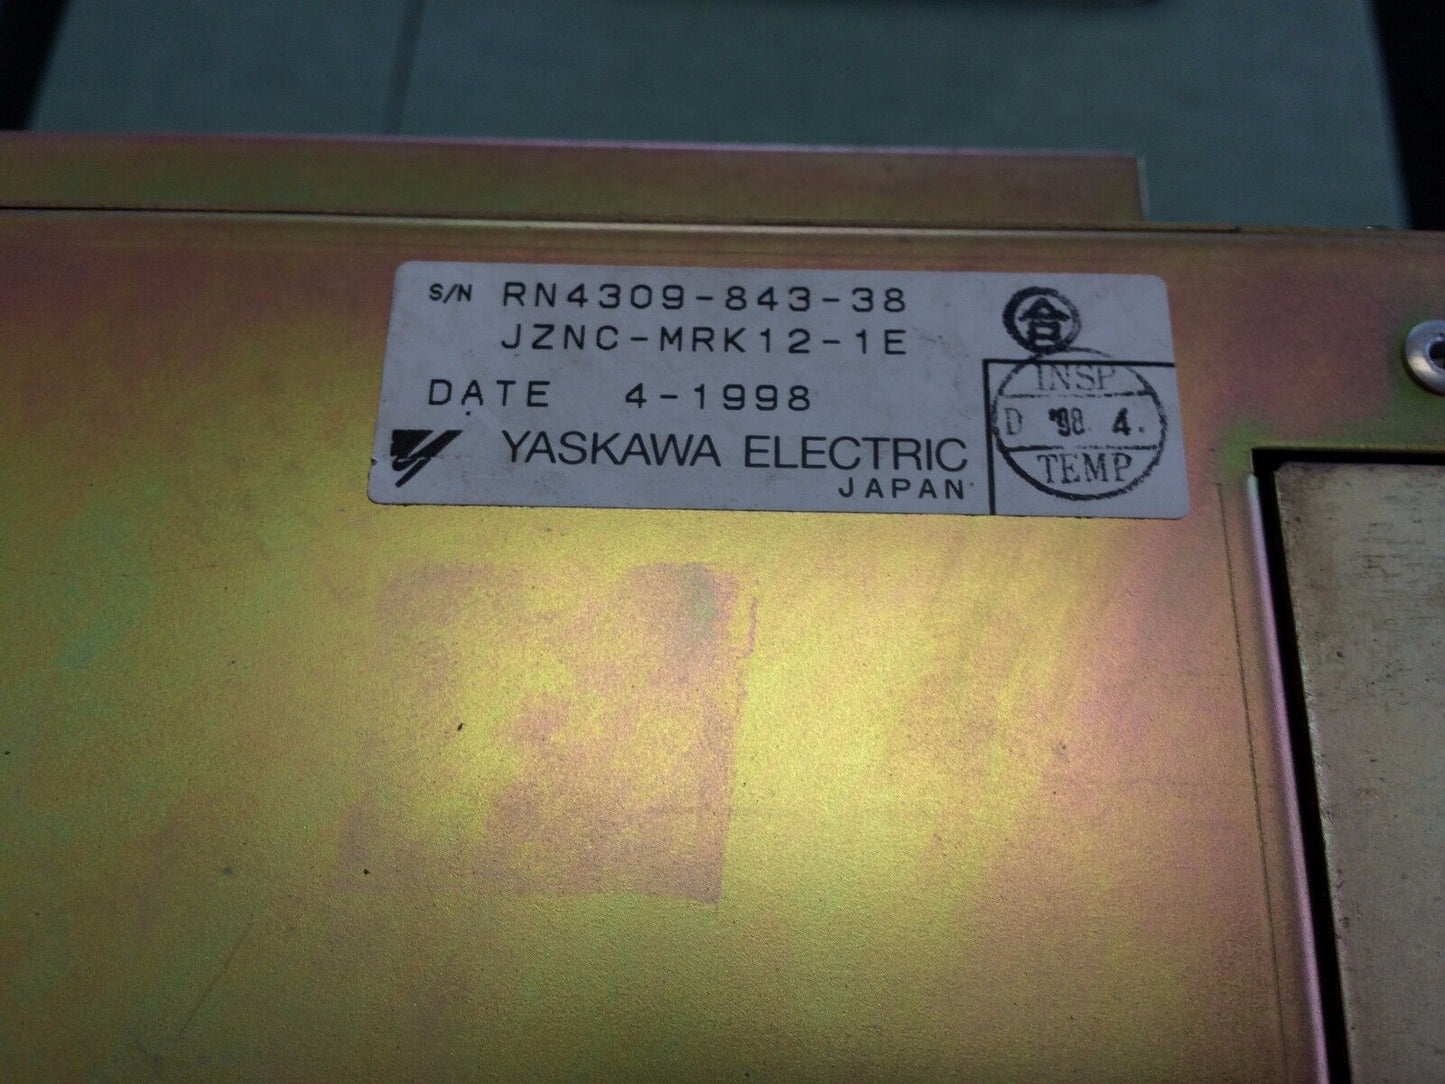 S/N RN4309-843-38
JZNC-MRK12-1E
DATE 4-1998
YASKAWA ELECTRIC
JAPAN
合
INSP
D '98. 4.
TEMP